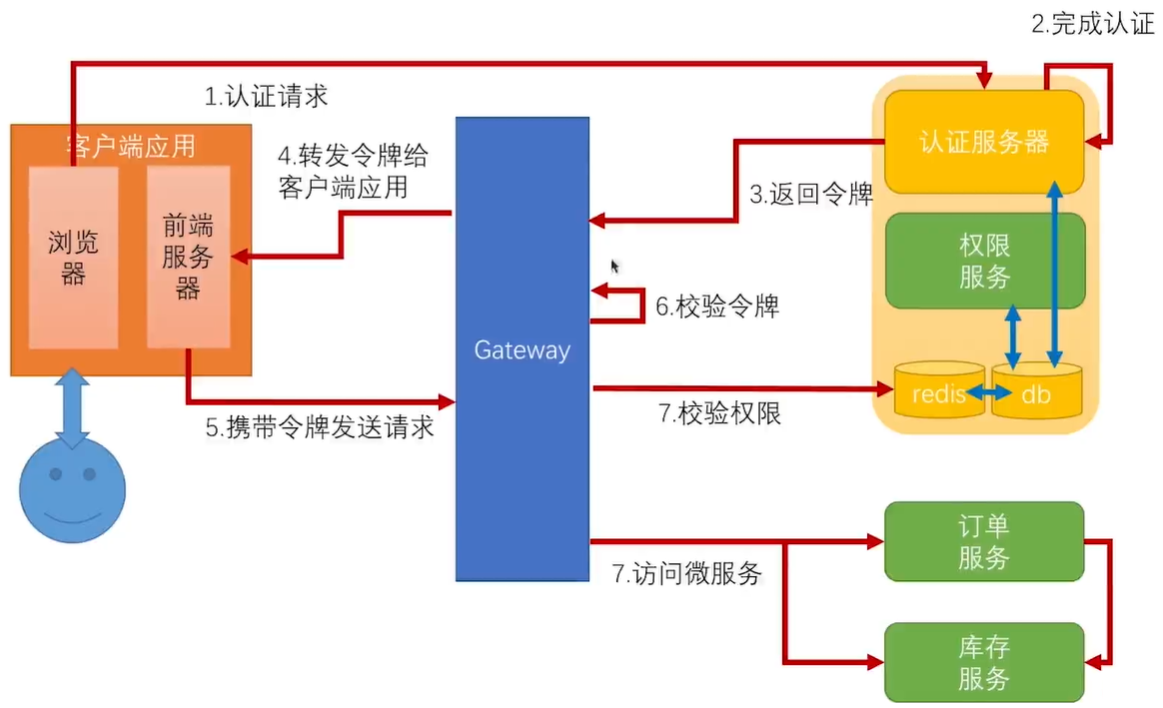 2.完成认证
1.认证请求
客户端应用
浏览
器
前端
服务
器
4.转发令牌给
客户端应用
认证服务器
3.返回令牌
权限
服务
6.校验令牌
Gateway
redis
db
7.校验权限
5.携带令牌发送请求
订单
服务
7.访问微服务
库存
服务